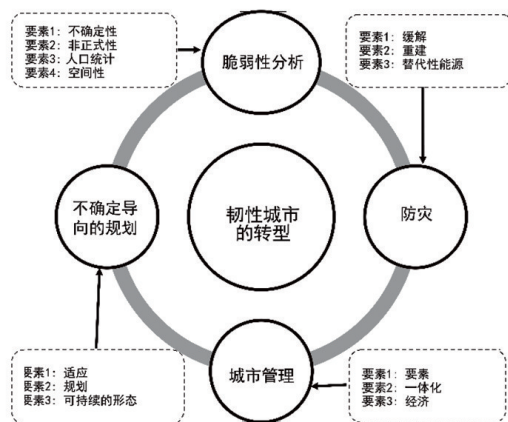 要素1: 不确定性
要素2: 非正式性
要素3: 人口统计
要素4: 空间性
脆弱性分析
要素1: 缓解
要素2: 重建
要素3: 替代性能源
不确定导
向的规划
韧性城市
的转型
防灾
要素1: 适应
要素2: 规划
要素3: 可持续的形态
城市管理
要素1: 要素
要素2: 一体化
要素3: 经济